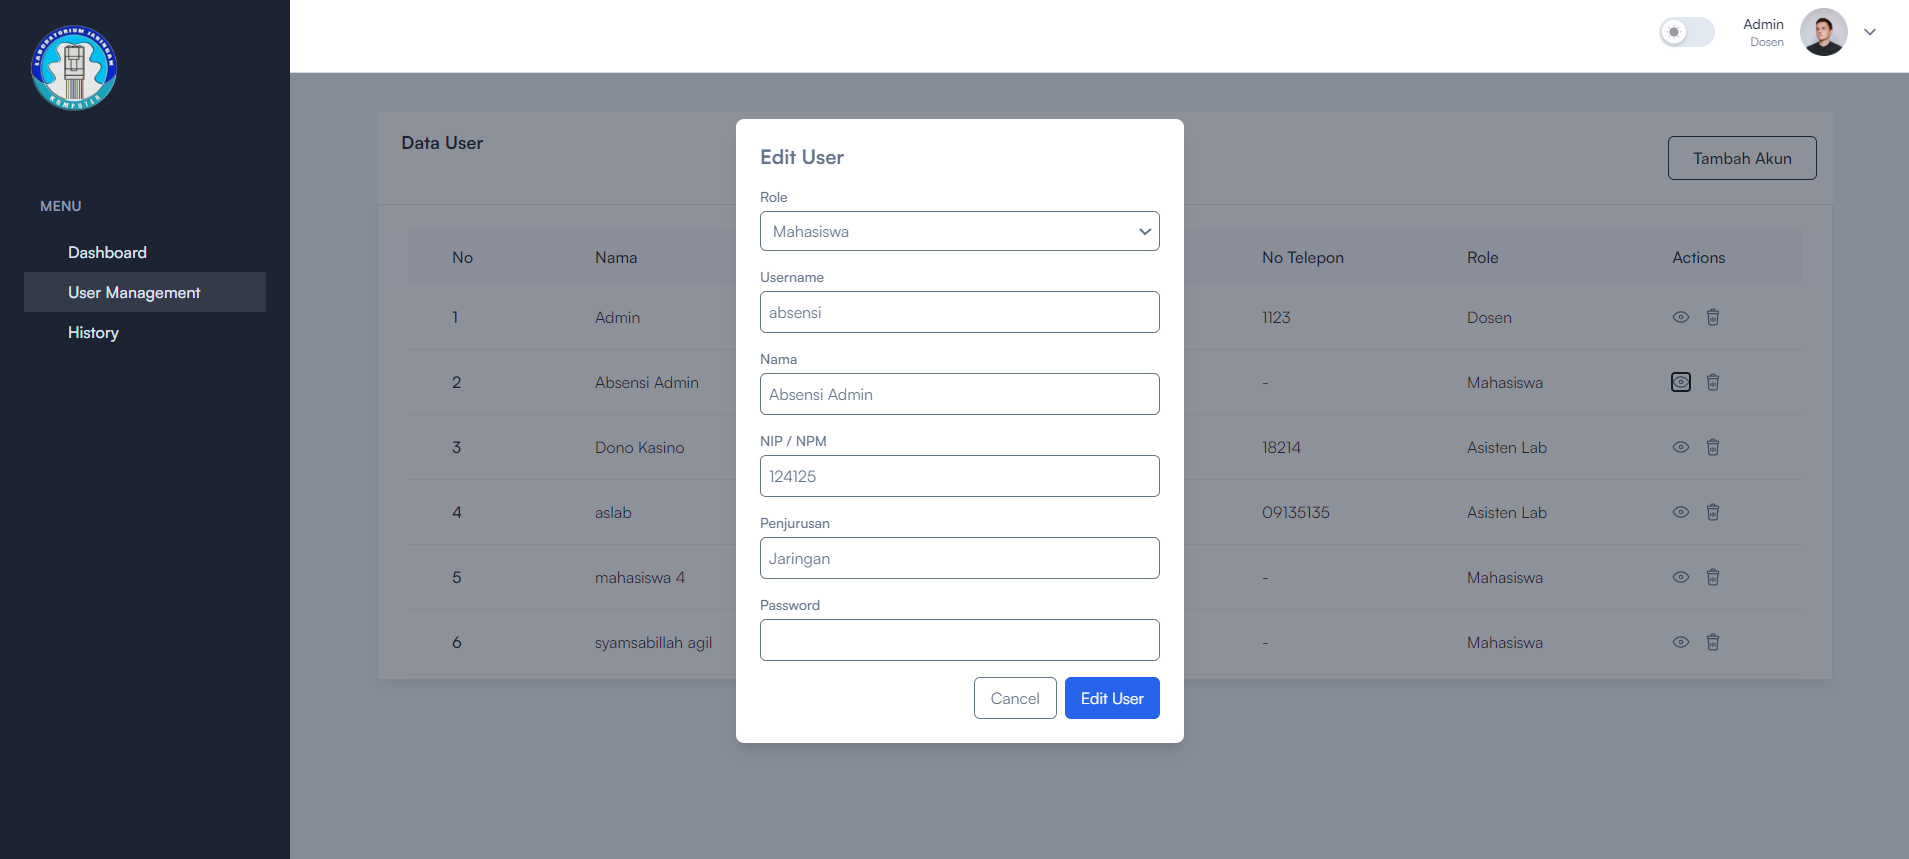 LABORATORIUM JARINGAN
KOMPUTER
Admin
Dosen
MENU
Dashboard
User Management
History
Data User
Tambah Akun
No Nama No Telepon Role Actions
1 Admin 1123 Dosen
2 Absensi Admin - Mahasiswa
3 Dono Kasino 18214 Asisten Lab
4 aslab 09135135 Asisten Lab
5 mahasiswa 4 - Mahasiswa
6 syamsabillah agil - Mahasiswa
Edit User
Role
Mahasiswa
Username
absensi
Nama
Absensi Admin
NIP / NPM
124125
Penjurusan
Jaringan
Password
Cancel Edit User